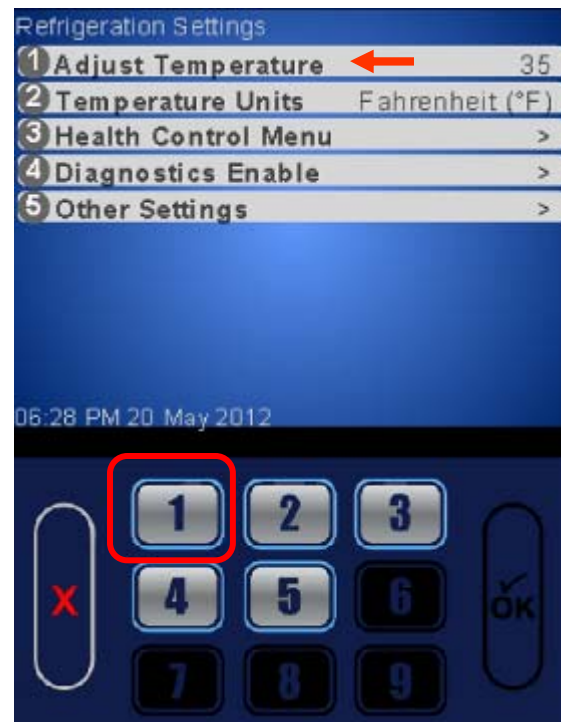 Refrigeration Settings
1 Adjust Temperature 35
2 Temperature Units Fahrenheit (°F)
3 Health Control Menu >
4 Diagnostics Enable >
5 Other Settings >
06:28 PM 20 May 2012
1 2 3
X 4 5 6 OK
7 8 9